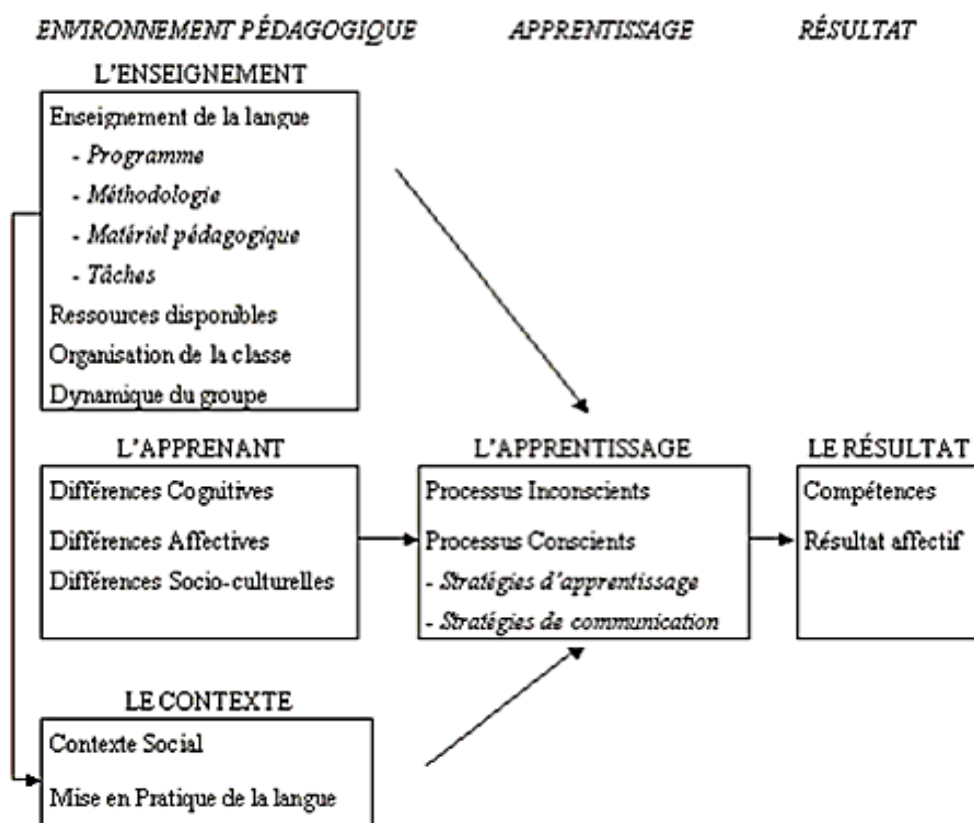 ENVIRONNEMENT PÉDAGOGIQUE
APPRENTISSAGE
RÉSULTAT
L'ENSEIGNEMENT
Enseignement de la langue
- Programme
- Méthodologie
- Matériel pédagogique
- Tâches
Ressources disponibles
Organisation de la classe
Dynamique du groupe
L'APPRENANT
Différences Cognitives
Différences Affectives
Différences Socio-culturelles
L'APPRENTISSAGE
Processus Inconscients
Processus Conscients
- Stratégies d'apprentissage
- Stratégies de communication
LE RÉSULTAT
Compétences
Résultat affectif
LE CONTEXTE
Contexte Social
Mise en Pratique de la langue